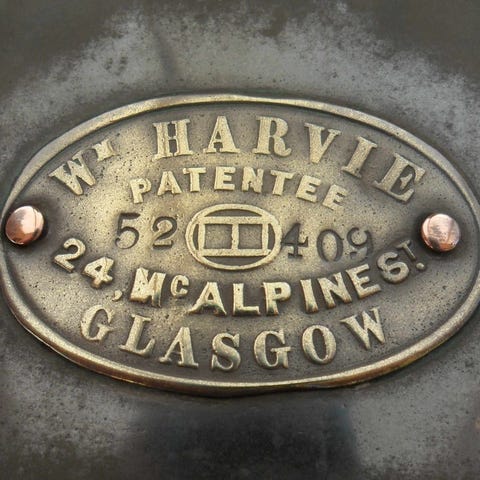 Wᴹ HARVIE
PATENTEE
52 409
24, MᶜALPINE Sᵀ.
GLASGOW